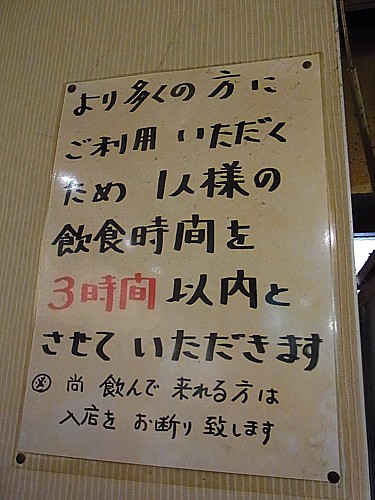 より多くの方に
ご利用 いただく
ため 1人様の
飲食時間を
3時間 以内と
させて いただきます
※ 尚 飲んで 来れる方は
入店を お断り 致します